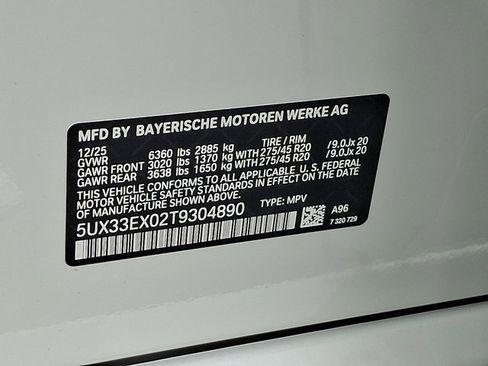 MFD BY BAYERISCHE MOTOREN WERKE AG
12/25 TIRE / RIM
GVWR 6360 lbs 2885 kg
GAWR FRONT 3020 lbs 1370 kg WITH 275/45 R20 /9.0Jx 20
GAWR REAR 3638 lbs 1650 kg WITH 275/45 R20 /9.0Jx 20
THIS VEHICLE CONFORMS TO ALL APPLICABLE U.S. FEDERAL
MOTOR VEHICLE SAFETY STANDARDS IN EFFECT ON THE DATE
OF MANUFACTURE SHOWN ABOVE.
5UX33EX02T9304890 TYPE: MPV A96
7 320 729